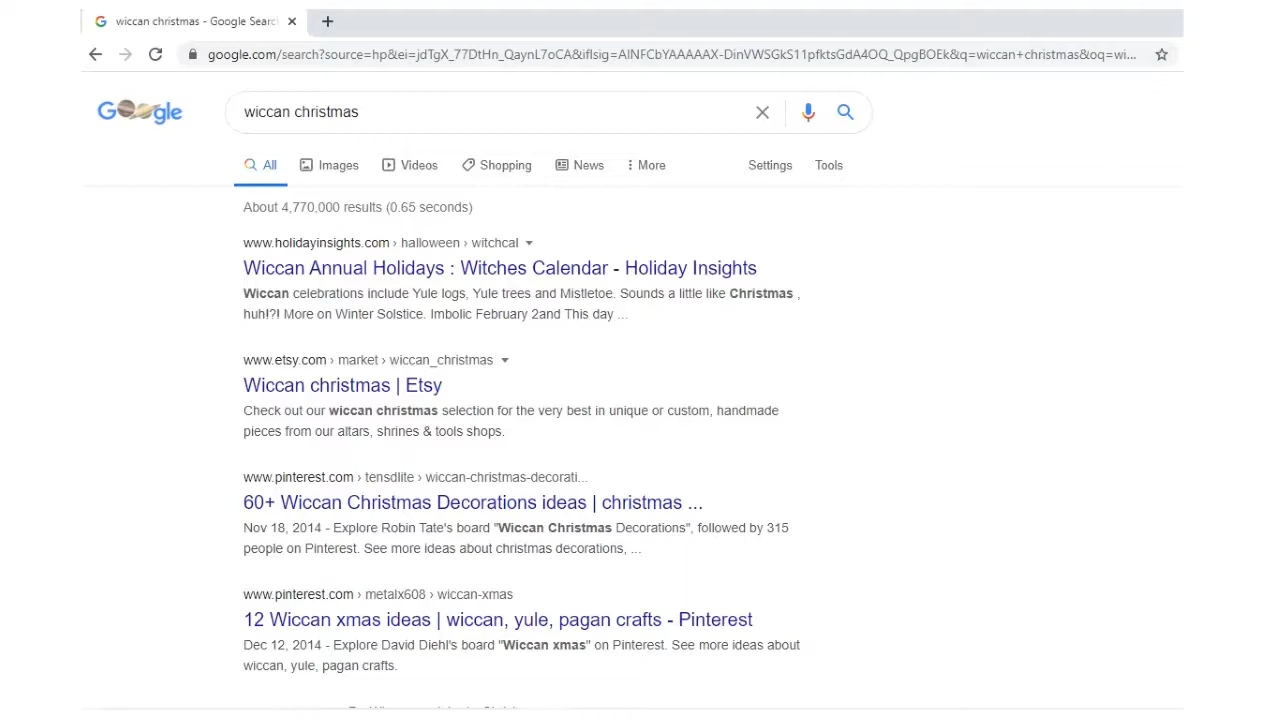 wiccan christmas - Google Searc
google.com/search?source=hp&ei=jdTgX_77DtHn_QaynL7oCA&iflsig=AINFCbYAAAAAX-DinVWSGkS11pfktsGdA4OQ_QpgBOEk&q=wiccan+christmas&oq=wi...
Google
wiccan christmas
All Images Videos Shopping News More Settings Tools
About 4,770,000 results (0.65 seconds)
www.holidayinsights.com › halloween › witchcal
Wiccan Annual Holidays : Witches Calendar - Holiday Insights
Wiccan celebrations include Yule logs, Yule trees and Mistletoe. Sounds a little like Christmas ,
huh!?! More on Winter Solstice. Imbolic February 2and This day ...
www.etsy.com › market › wiccan_christmas
Wiccan christmas | Etsy
Check out our wiccan christmas selection for the very best in unique or custom, handmade
pieces from our altars, shrines & tools shops.
www.pinterest.com › tensdlite › wiccan-christmas-decorati...
60+ Wiccan Christmas Decorations ideas | christmas ...
Nov 18, 2014 - Explore Robin Tate's board "Wiccan Christmas Decorations", followed by 315
people on Pinterest. See more ideas about christmas decorations, ...
www.pinterest.com › metalx608 › wiccan-xmas
12 Wiccan xmas ideas | wiccan, yule, pagan crafts - Pinterest
Dec 12, 2014 - Explore David Diehl's board "Wiccan xmas" on Pinterest. See more ideas about
wiccan, yule, pagan crafts.